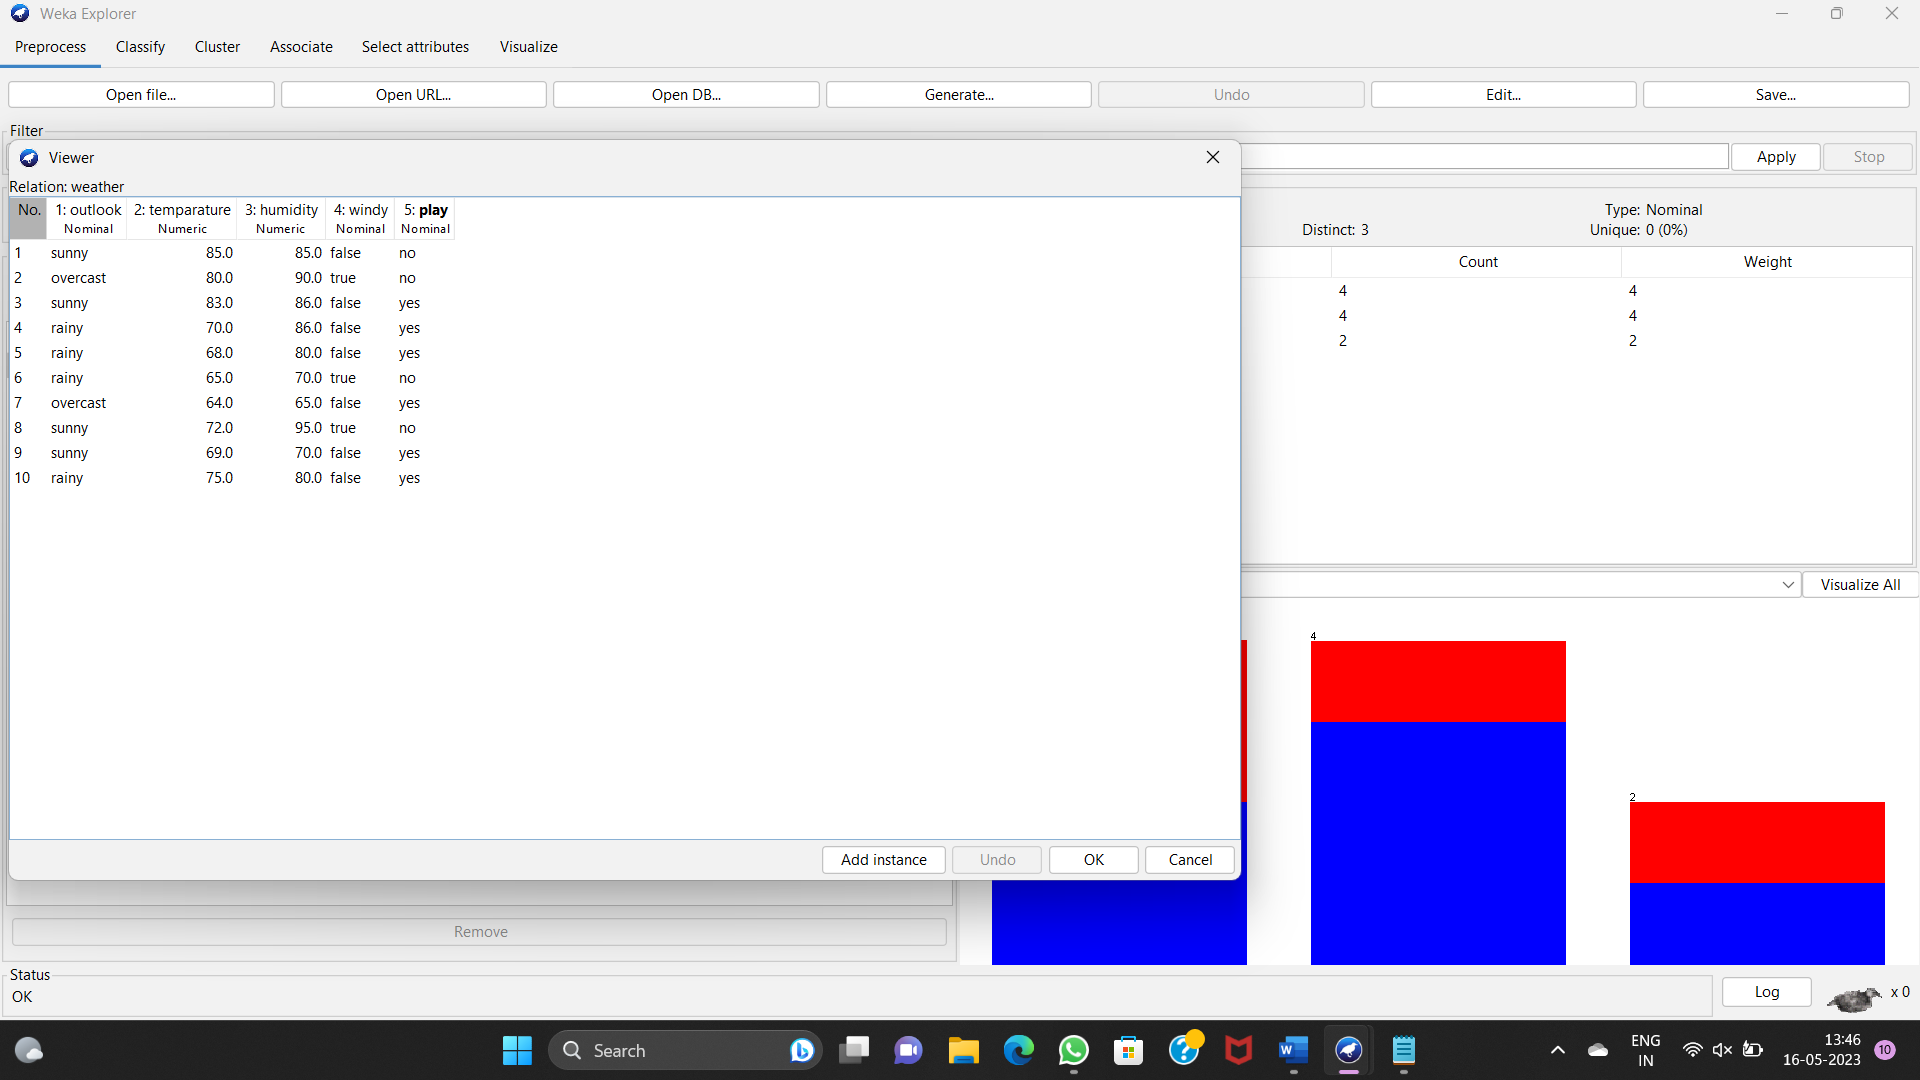 Weka Explorer
Preprocess Classify Cluster Associate Select attributes Visualize
Open file... Open URL... Open DB... Generate... Undo Edit... Save...
Filter
Apply Stop
Viewer
Relation: weather
No. 1: outlook 2: temparature 3: humidity 4: windy 5: play
Nominal Numeric Numeric Nominal Nominal
1 sunny 85.0 85.0 false no
2 overcast 80.0 90.0 true no
3 sunny 83.0 86.0 false yes
4 rainy 70.0 86.0 false yes
5 rainy 68.0 80.0 false yes
6 rainy 65.0 70.0 true no
7 overcast 64.0 65.0 false yes
8 sunny 72.0 95.0 true no
9 sunny 69.0 70.0 false yes
10 rainy 75.0 80.0 false yes
Add instance Undo OK Cancel
Type: Nominal
Distinct: 3 Unique: 0 (0%)
Count Weight
4 4
4 4
2 2
Visualize All
4
2
Remove
Status
OK
Log x 0
Search
ENG
IN
13:46
16-05-2023
10